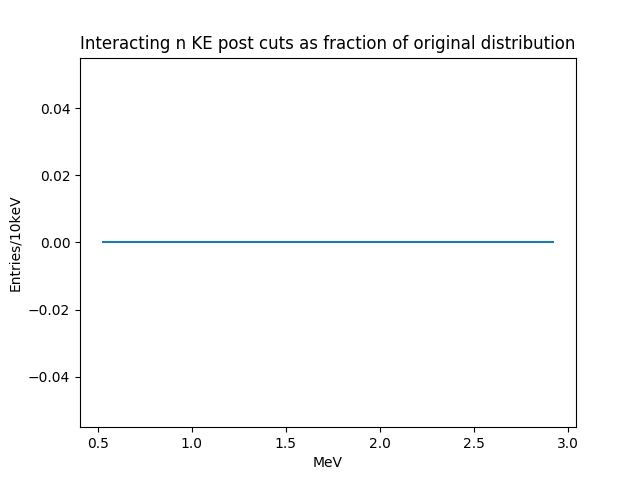 Interacting n KE post cuts as fraction of original distribution
0.04
0.02
0.00
−0.02
−0.04
Entries/10keV
0.5 1.0 1.5 2.0 2.5 3.0
MeV